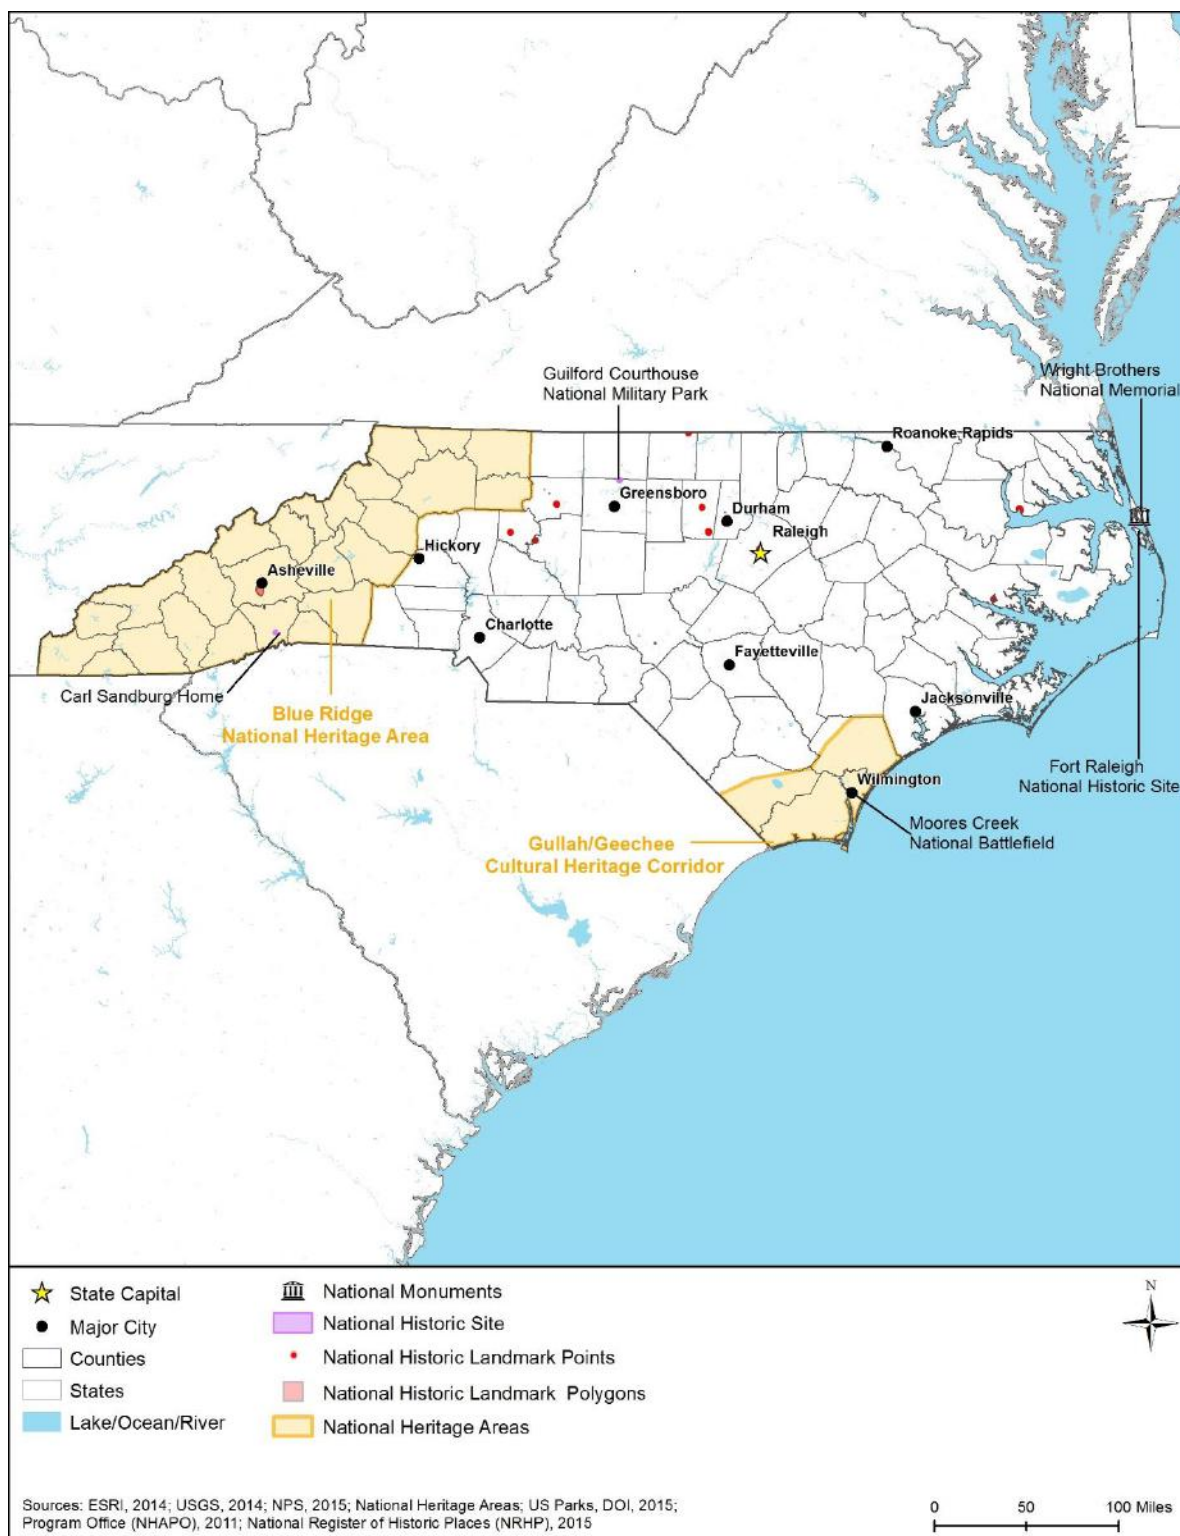 Guilford Courthouse
National Military Park
Wright Brothers
National Memorial
Roanoke Rapids
Greensboro
Durham
Raleigh
Hickory
Asheville
Charlotte
Fayetteville
Carl Sandburg Home
Blue Ridge
National Heritage Area
Jacksonville
Fort Raleigh
National Historic Site
Wilmington
Moores Creek
National Battlefield
Gullah/Geechee
Cultural Heritage Corridor
State Capital
Major City
Counties
States
Lake/Ocean/River
National Monuments
National Historic Site
National Historic Landmark Points
National Historic Landmark Polygons
National Heritage Areas
N
Sources: ESRI, 2014; USGS, 2014; NPS, 2015; National Heritage Areas; US Parks, DOI, 2015;
Program Office (NHAPO), 2011; National Register of Historic Places (NRHP), 2015
0 50 100 Miles